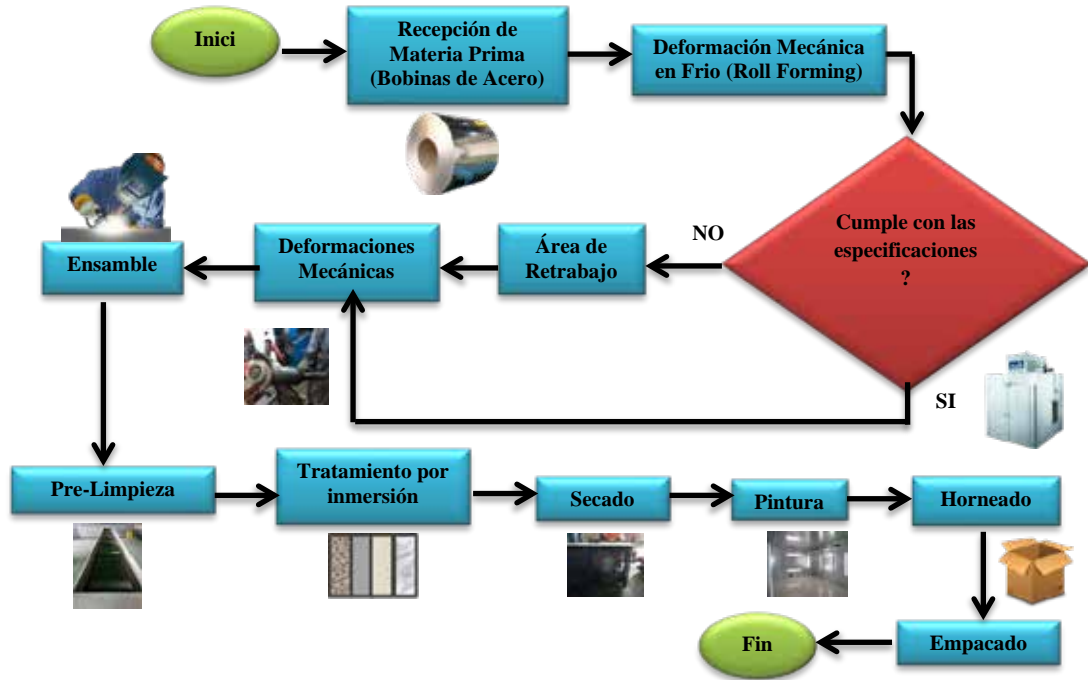 Inici
Recepción de
Materia Prima
(Bobinas de Acero)
Deformación Mecánica
en Frio (Roll Forming)
Cumple con las
especificaciones
?
NO
Área de
Retrabajo
Deformaciones
Mecánicas
Ensamble
SI
Pre-Limpieza
Tratamiento por
inmersión
Secado
Pintura
Horneado
Empacado
Fin